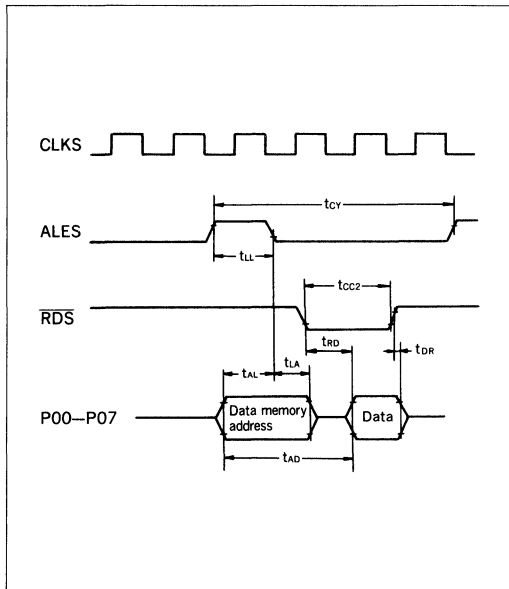 CLKS
tCY
ALES
tLL
tCC2
RDS
tRD
tDR
tAL
tLA
P00—P07
Data memory
address
Data
tAD